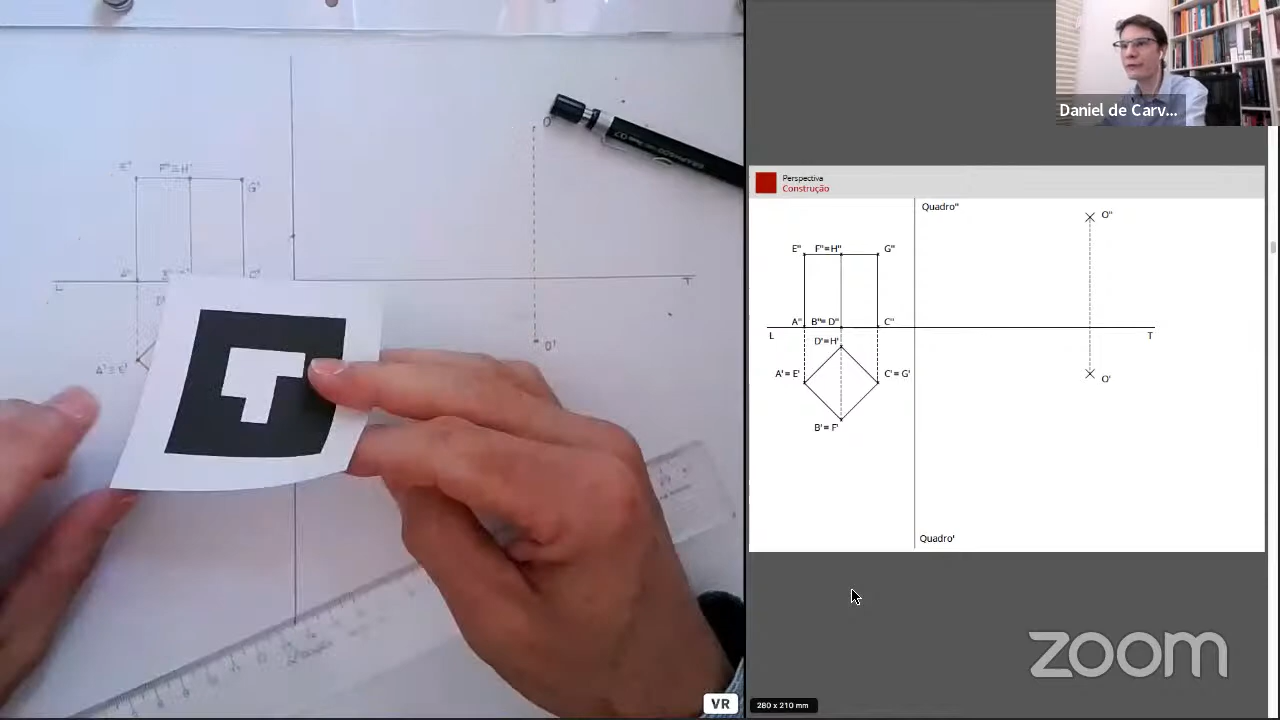 E" F"≡H" G"
L
T
O'
A'≡E'
VR
Daniel de Carv...
Perspectiva
Construção
Quadro"
O"
E" F"≡H" G"
A" B"≡D" C"
L
T
D'≡H'
A'≡E' C'≡G'
O'
B'≡F'
Quadro'
zoom
280 x 210 mm